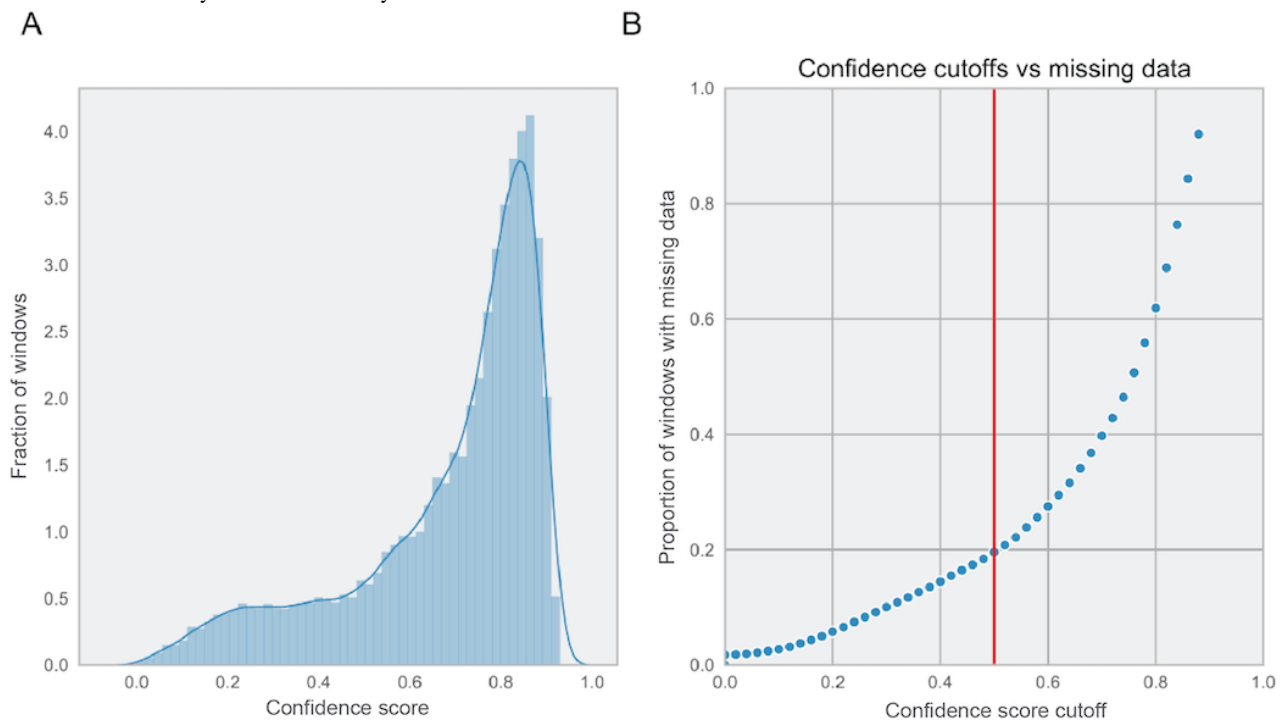 A
B
Confidence cutoffs vs missing data
Fraction of windows
4.0
3.5
3.0
2.5
2.0
1.5
1.0
0.5
0.0
0.0 0.2 0.4 0.6 0.8 1.0
Confidence score
Proportion of windows with missing data
1.0
0.8
0.6
0.4
0.2
0.0
0.0 0.2 0.4 0.6 0.8 1.0
Confidence score cutoff